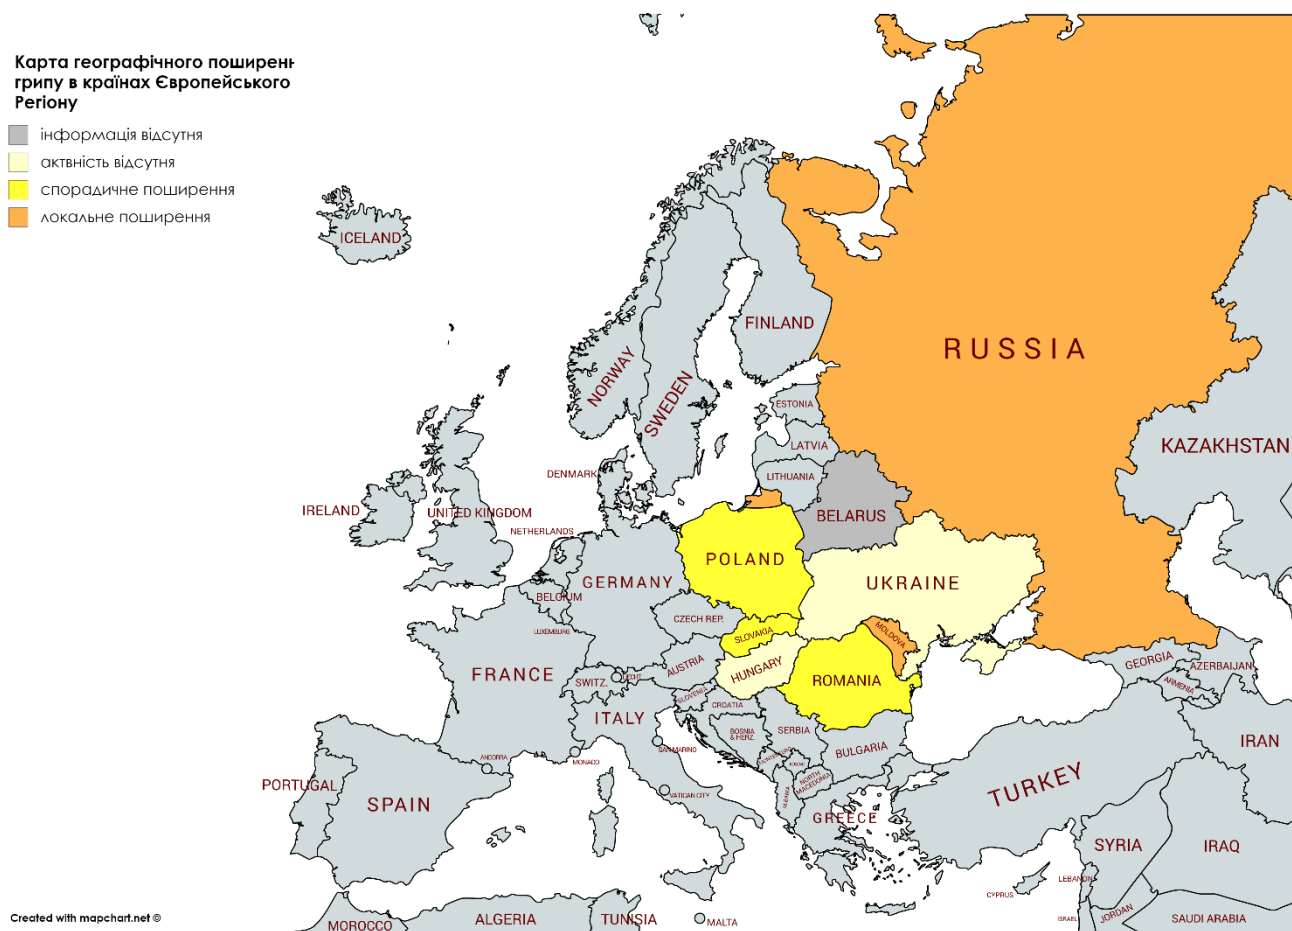 Карта географічного поширенн
грипу в країнах Європейського
Регіону
інформація відсутня
актвність відсутня
спорадичне поширення
локальне поширення
ICELAND
FINLAND
RUSSIA
NORWAY
SWEDEN
ESTONIA
LATVIA
KAZAKHSTAN
DENMARK
LITHUANIA
IRELAND
UNITED KINGDOM
BELARUS
NETHERLANDS
POLAND
GERMANY
UKRAINE
BELGIUM
CZECH REP.
LUXEMBURG
SLOVAKIA
MOLDOVA
FRANCE
AUSTRIA
HUNGARY
GEORGIA
AZERBAIJAN
SWITZ.
LECHT.
ROMANIA
ARMENIA
SLOVENIA
CROATIA
ITALY
BOSNIA
& HERZ.
SERBIA
SAN MARINO
BULGARIA
IRAN
ANDORRA
MONACO
NORTH
MACEDONIA
PORTUGAL
SPAIN
VATICAN CITY
ALBANIA
TURKEY
GREECE
SYRIA
IRAQ
LEBANON
CYPRUS
Created with mapchart.net ©
MOROCCO
ALGERIA
TUNISIA
MALTA
ISRAEL
JORDAN
SAUDI ARABIA